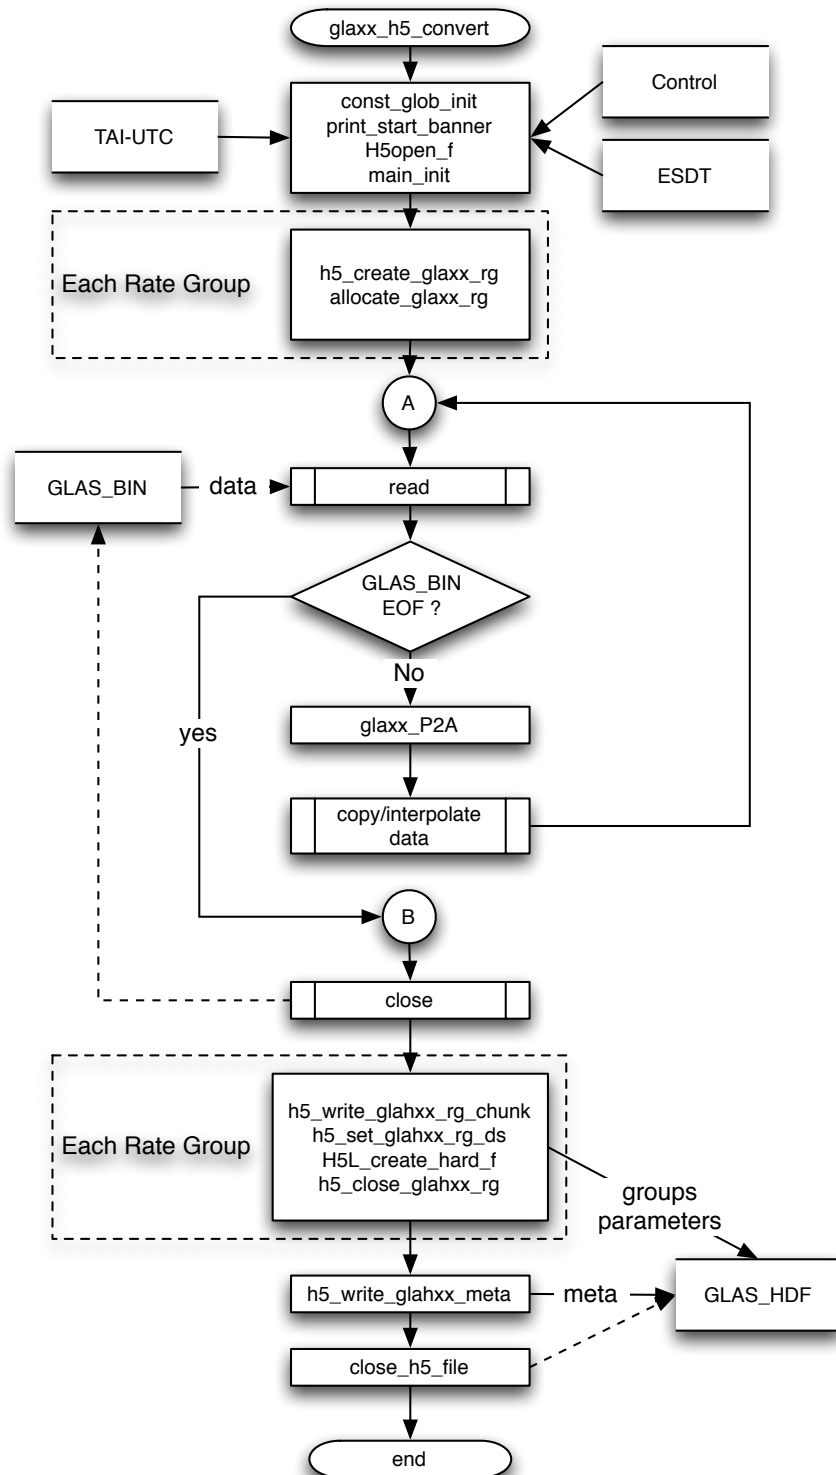 glaxx_h5_convert
const_glob_init
print_start_banner
H5open_f
main_init
TAI-UTC
Control
ESDT
Each Rate Group
h5_create_glaxx_rg
allocate_glaxx_rg
A
GLAS_BIN
data
read
GLAS_BIN
EOF ?
No
yes
glaxx_P2A
copy/interpolate
data
B
close
Each Rate Group
h5_write_glahxx_rg_chunk
h5_set_glahxx_rg_ds
H5L_create_hard_f
h5_close_glahxx_rg
groups
parameters
h5_write_glahxx_meta
meta
GLAS_HDF
close_h5_file
end